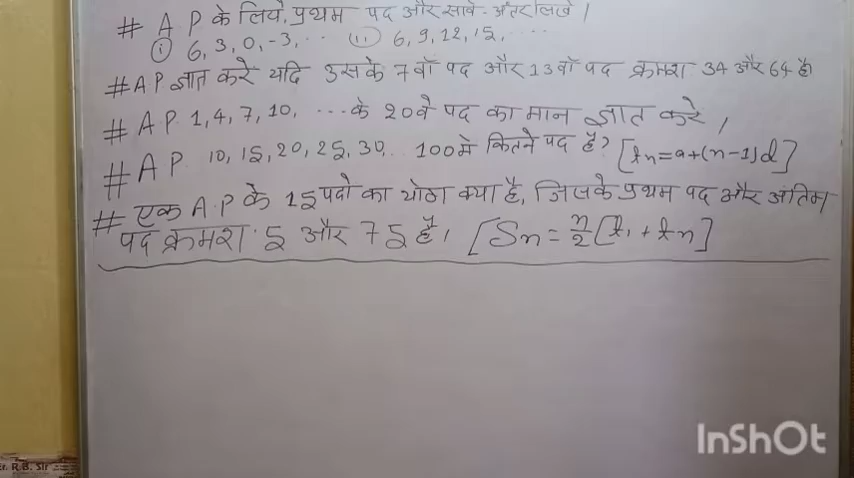 # A P के लिये, प्रथम पद और सार्व. अंतर लिखें।
(i) 6, 3, 0, -3, .. (ii) 6, 9, 12, 15, ....
# A P ज्ञात करे यदि उसके 7वाँ पद और 13वाँ पद क्रमश: 34 और 64 है।
# A P. 1, 4, 7, 10, ... के 20वे पद का मान ज्ञात करे,
# A P. 10, 15, 20, 25, 30, .. 100 मे कितने पद है? [tn = a+(n-1)d]
# एक A.P के 15 पदो का योग क्या है, जिसके प्रथम पद और अंतिम
पद क्रमश: 5 और 75 है। [Sn = n/2 [t1 + tn]
Er. R.B. Sir
InShOt